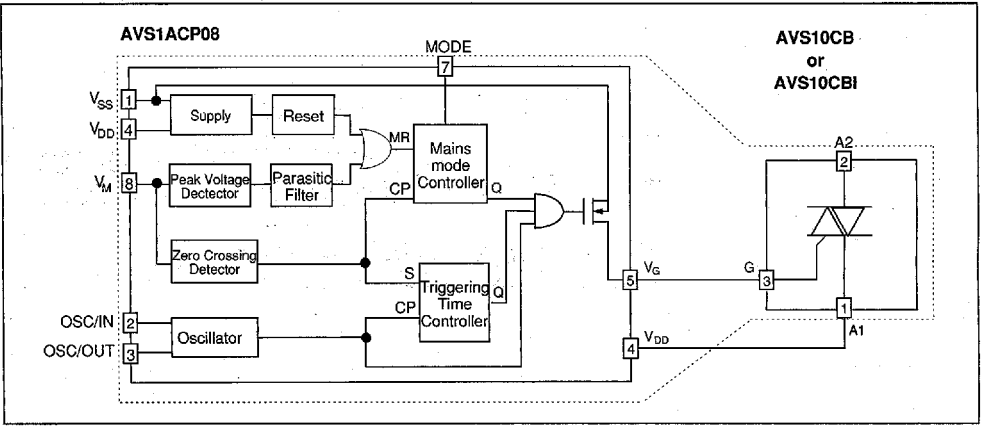 AVS1ACP08
AVS10CB
or
AVS10CBI
MODE
7
VSS
1
VDD
4
Supply
Reset
MR
Mains
mode
Controller
CP
Q
VM
8
Peak Voltage
Dectector
Parasitic
Filter
Zero Crossing
Detector
S
Triggering
Time
Controller
CP
Q
OSC/IN
2
OSC/OUT
3
Oscillator
5
VG
4
VDD
A2
2
G
3
1
A1